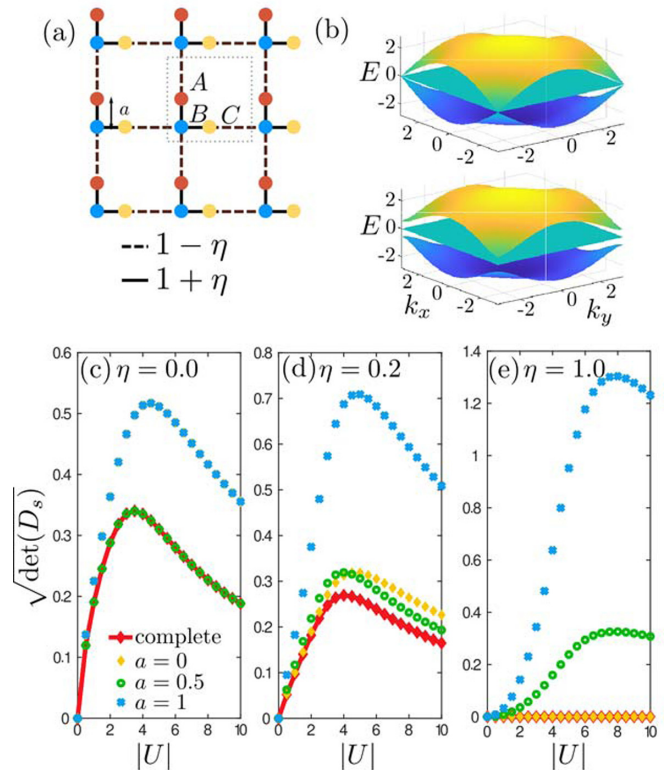 (a)
A
a
B C
1 − η
1 + η
(b)
2
E 0
-2
2 0 -2 -2 0 2
2
E 0
-2
2 0 -2 -2 0 2
k_x k_y
(c) η = 0.0
√det(D_s)
0.6
0.5
0.4
0.3
0.2
0.1
0
complete
a = 0
a = 0.5
a = 1
0 2 4 6 8 10
|U|
(d) η = 0.2
0.8
0.7
0.6
0.5
0.4
0.3
0.2
0.1
0
0 2 4 6 8 10
|U|
(e) η = 1.0
1.4
1.2
1
0.8
0.6
0.4
0.2
0
0 2 4 6 8 10
|U|